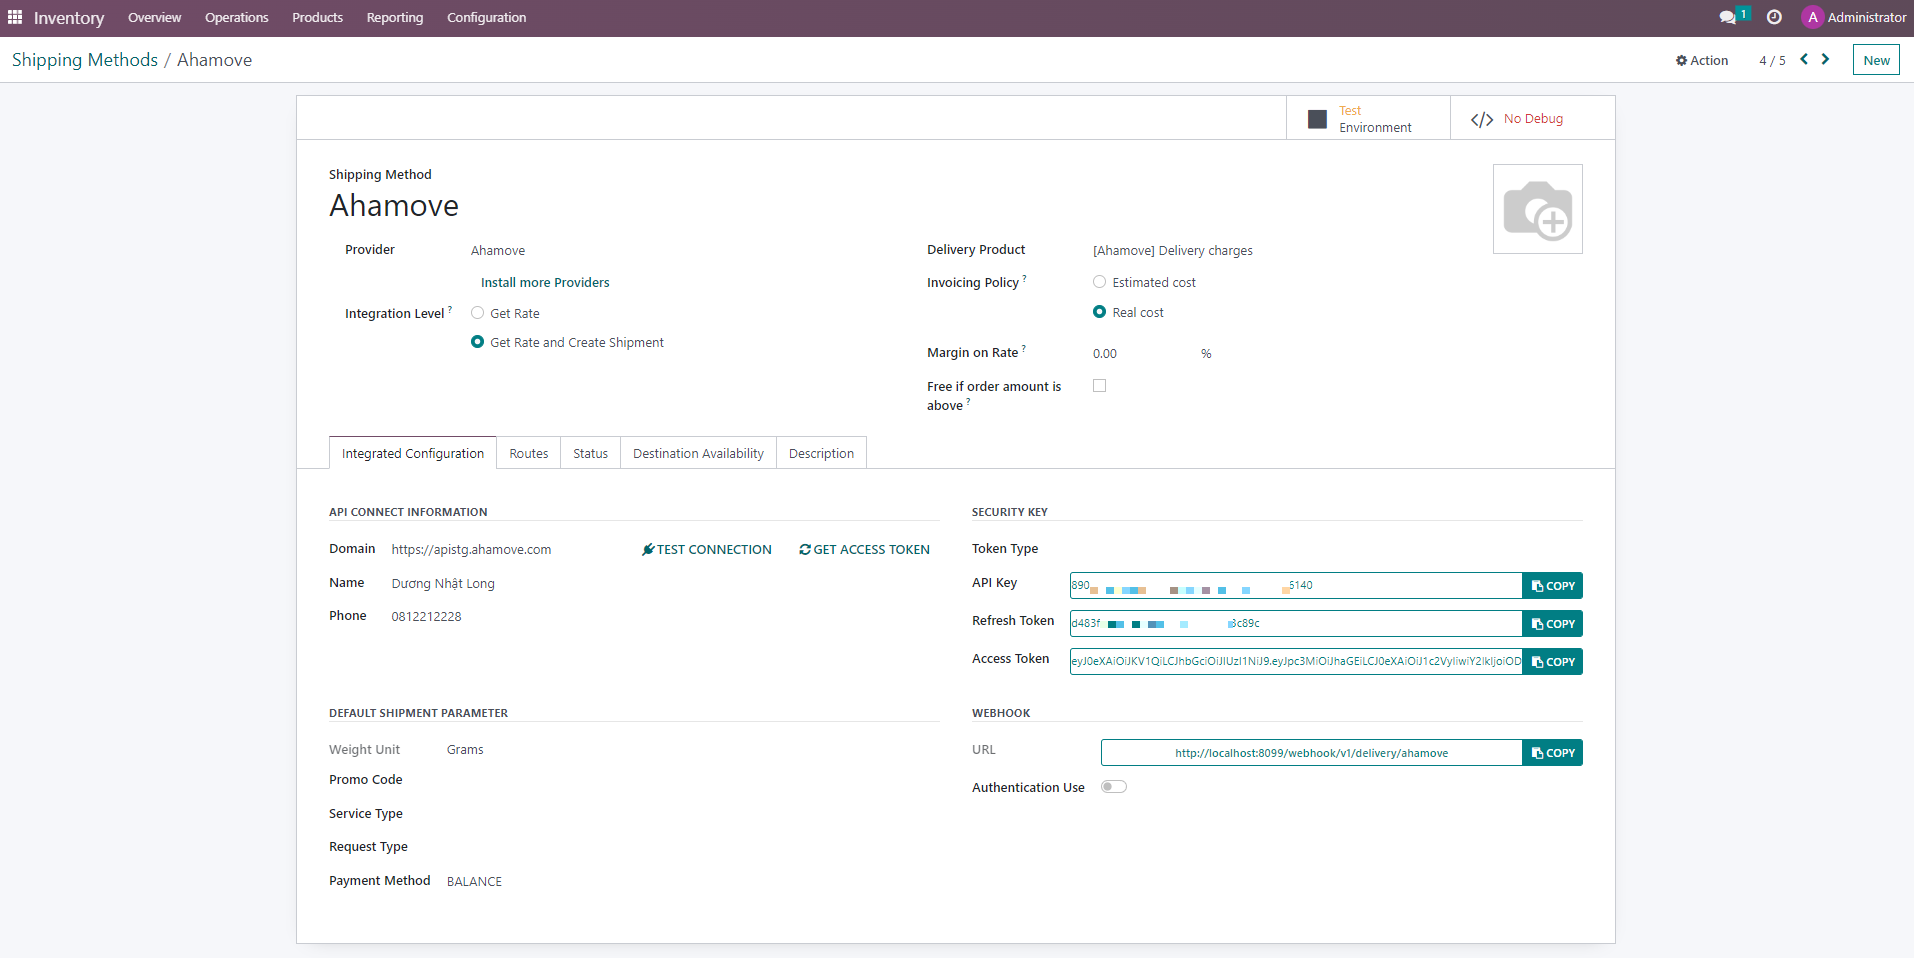 Inventory Overview Operations Products Reporting Configuration 1 A Administrator
Shipping Methods / Ahamove Action 4 / 5 New
Test
Environment
No Debug
Shipping Method
Ahamove
Provider Ahamove
Install more Providers
Integration Level ? Get Rate
Get Rate and Create Shipment
Delivery Product [Ahamove] Delivery charges
Invoicing Policy ? Estimated cost
Real cost
Margin on Rate ? 0.00 %
Free if order amount is
above ?
Integrated Configuration Routes Status Destination Availability Description
API CONNECT INFORMATION
Domain https://apistg.ahamove.com TEST CONNECTION GET ACCESS TOKEN
Name Dương Nhật Long
Phone 0812212228
SECURITY KEY
Token Type
API Key 890 6140 COPY
Refresh Token d483f 3c89c COPY
Access Token eyJ0eXAiOiJKV1QiLCJhbGciOiJIUzI1NiJ9.eyJpc3MiOiJhaGEiLCJ0eXAiOiJ1c2VyIiwiY2lkIjoiOD COPY
DEFAULT SHIPMENT PARAMETER
Weight Unit Grams
Promo Code
Service Type
Request Type
Payment Method BALANCE
WEBHOOK
URL http://localhost:8099/webhook/v1/delivery/ahamove COPY
Authentication Use